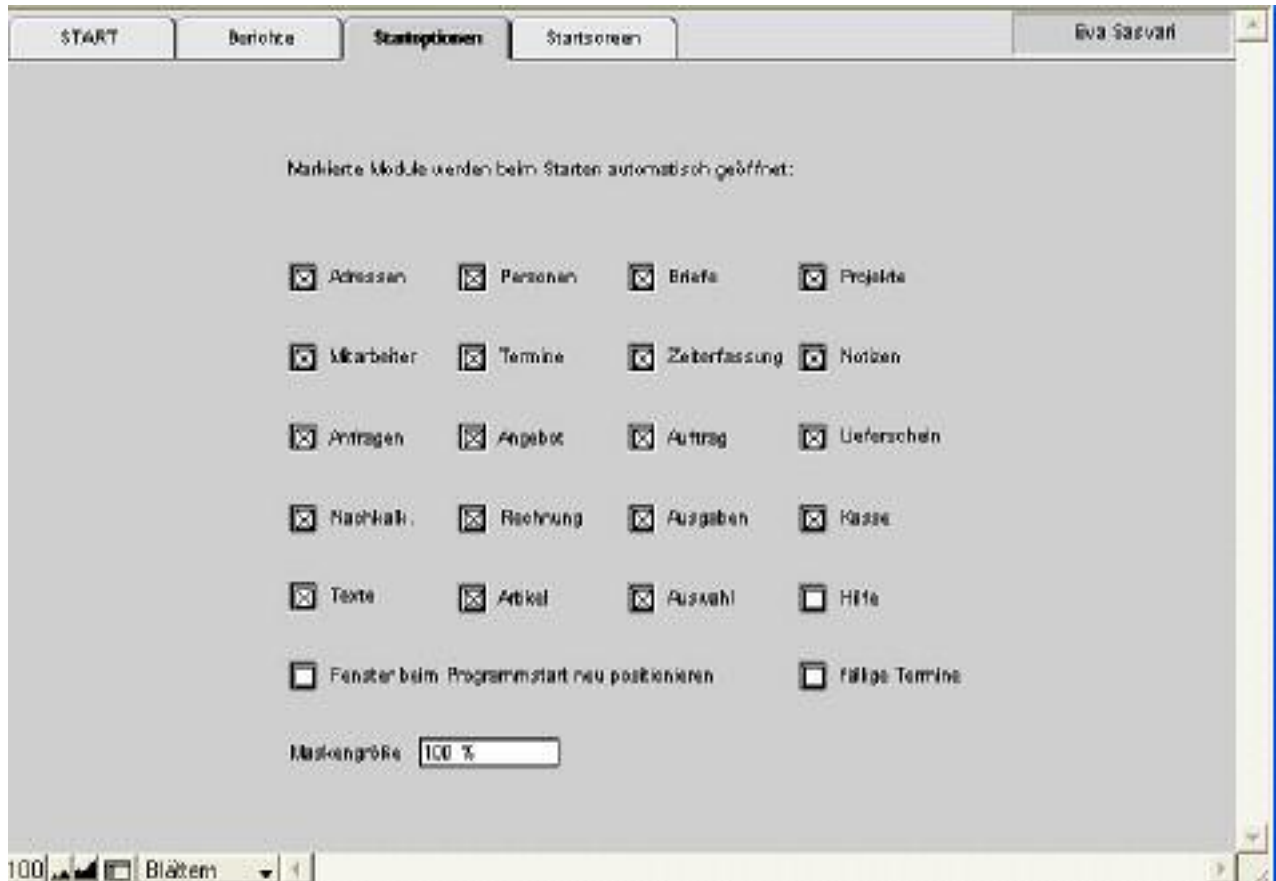 START Berichte Startoptionen Startscreen Eva Sasvari
Markierte Module werden beim Starten automatisch geöffnet:
Adressen Personen Briefe Projekte
Mitarbeiter Termine Zeiterfassung Notizen
Anfragen Angebot Auftrag Lieferschein
Nachkalk. Rechnung Ausgaben Kasse
Texte Artikel Auswahl Hilfe
Fenster beim Programmstart neu positionieren fällige Termine
Maskengröße 100 %
100 Blättern